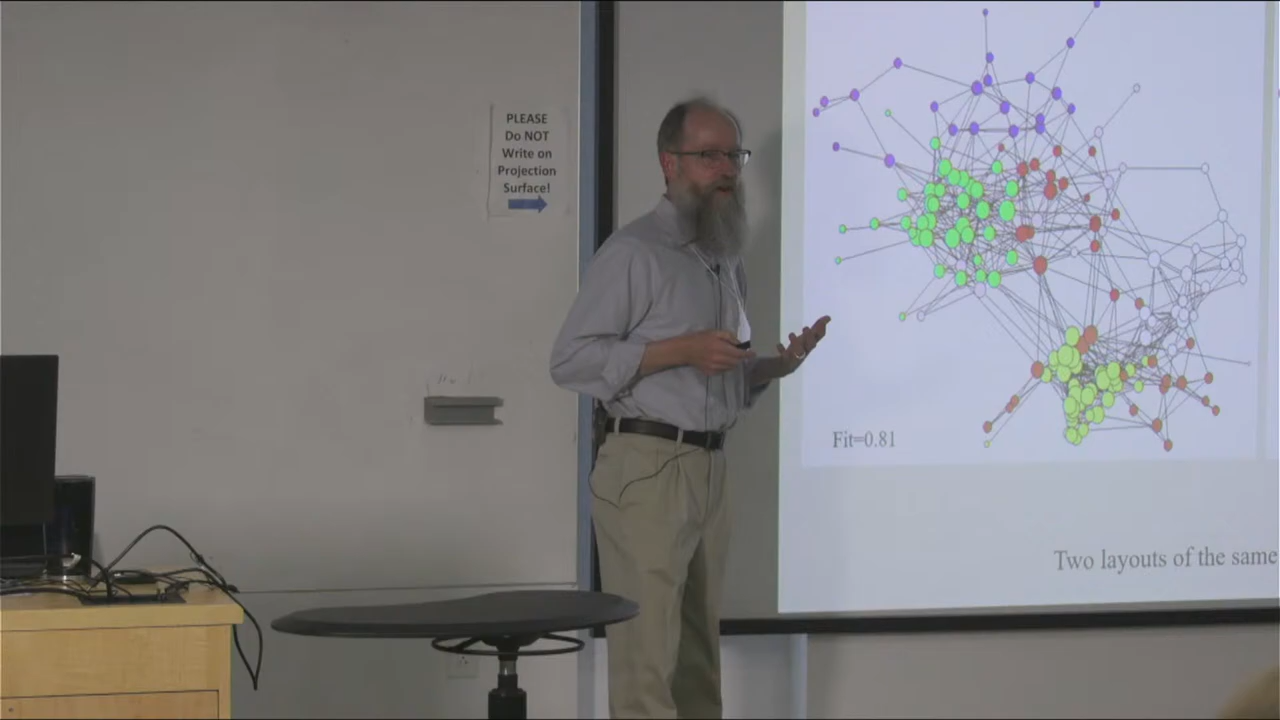 PLEASE
Do NOT
Write on
Projection
Surface!
Fit=0.81
Two layouts of the same